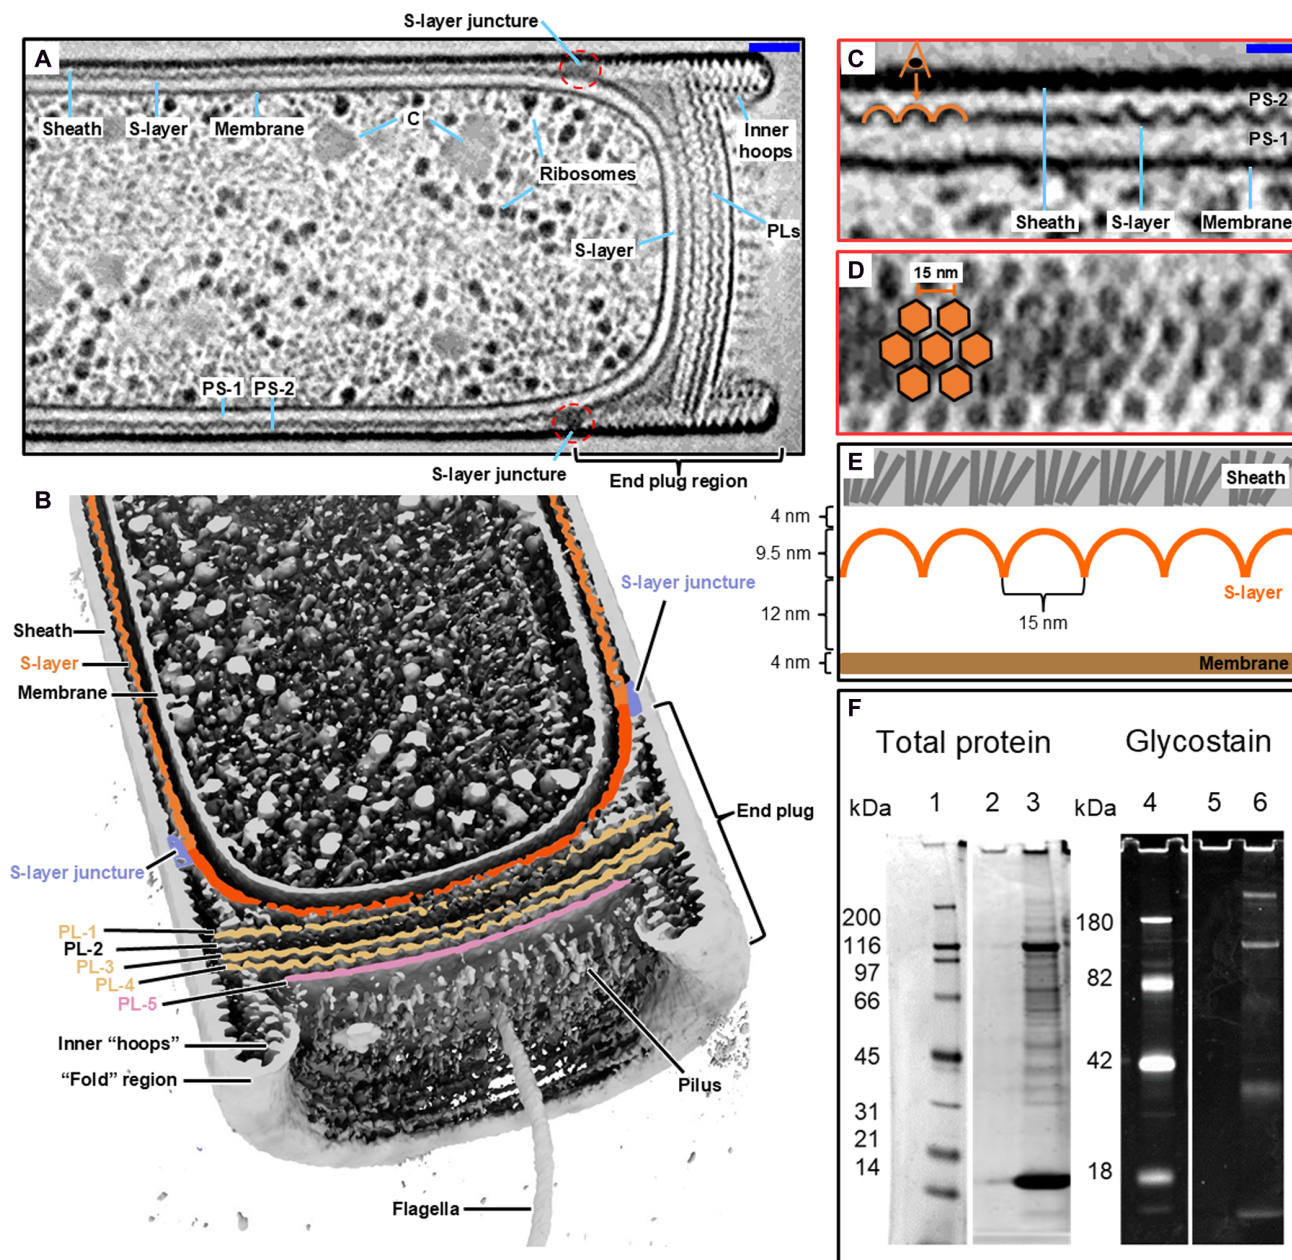 S-layer juncture
A
Sheath
S-layer
Membrane
C
Ribosomes
Inner
hoops
S-layer
PLs
PS-1
PS-2
S-layer juncture
End plug region
B
S-layer juncture
Sheath
S-layer
Membrane
End plug
S-layer juncture
PL-1
PL-2
PL-3
PL-4
PL-5
Inner “hoops”
“Fold” region
Pilus
Flagella
C
PS-2
PS-1
Sheath
S-layer
Membrane
D
15 nm
E
Sheath
4 nm
9.5 nm
S-layer
12 nm
15 nm
4 nm
Membrane
F
Total protein
Glycostain
kDa 1 2 3
kDa 4 5 6
200
116
97
66
45
31
21
14
180
82
42
18